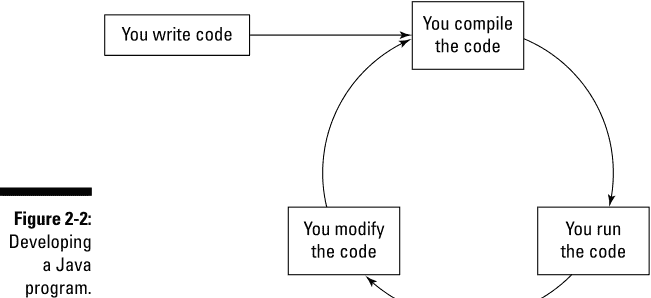 You write code
You compile
the code
You modify
the code
You run
the code
Figure 2-2:
Developing
a Java
program.